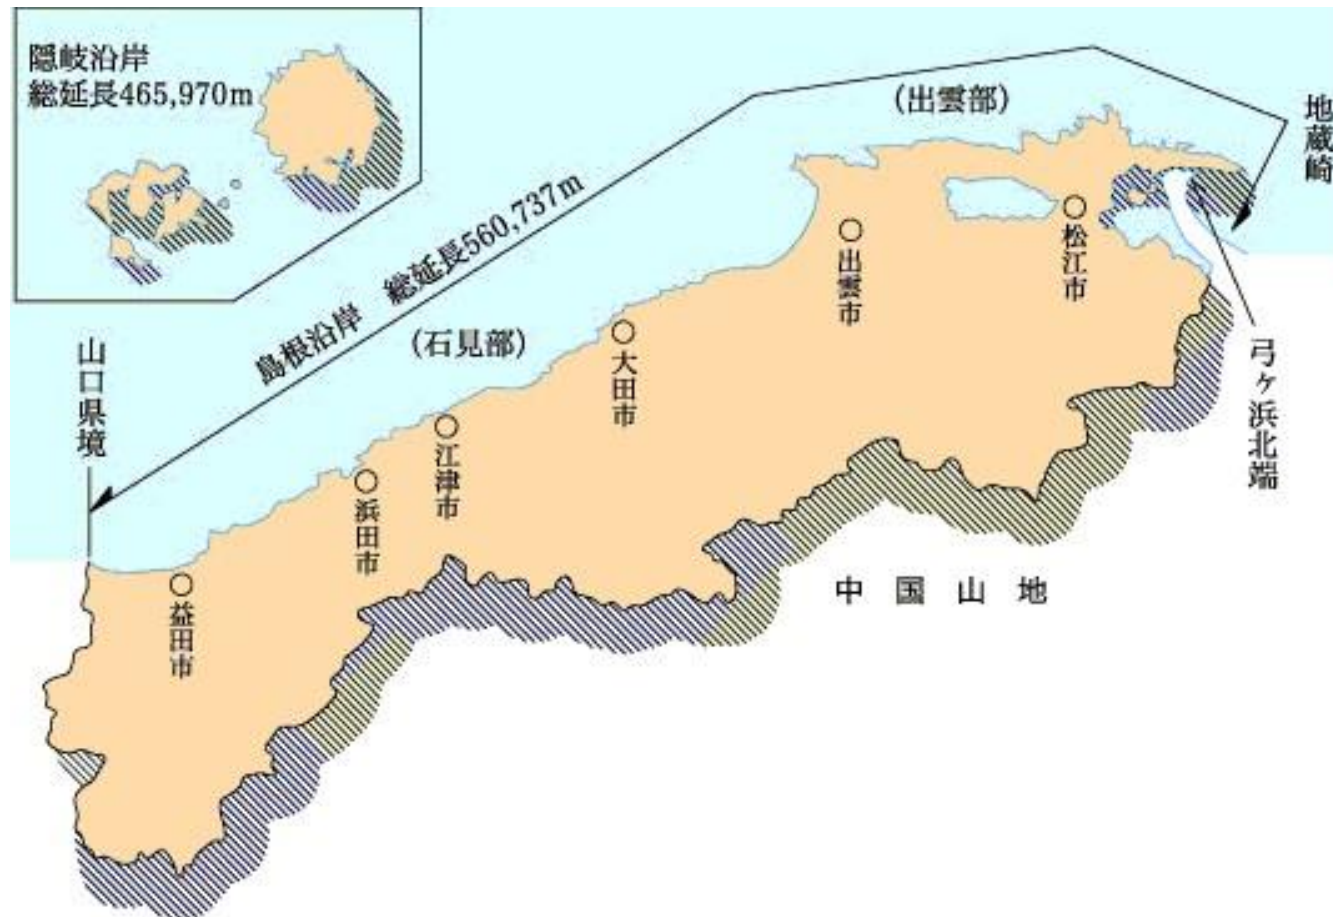 隠岐沿岸
総延長465,970m
(出雲部)
地蔵崎
島根沿岸　総延長560,737m
松江市
出雲市
(石見部)
大田市
山口県境
弓ヶ浜北端
江津市
浜田市
益田市
中国山地